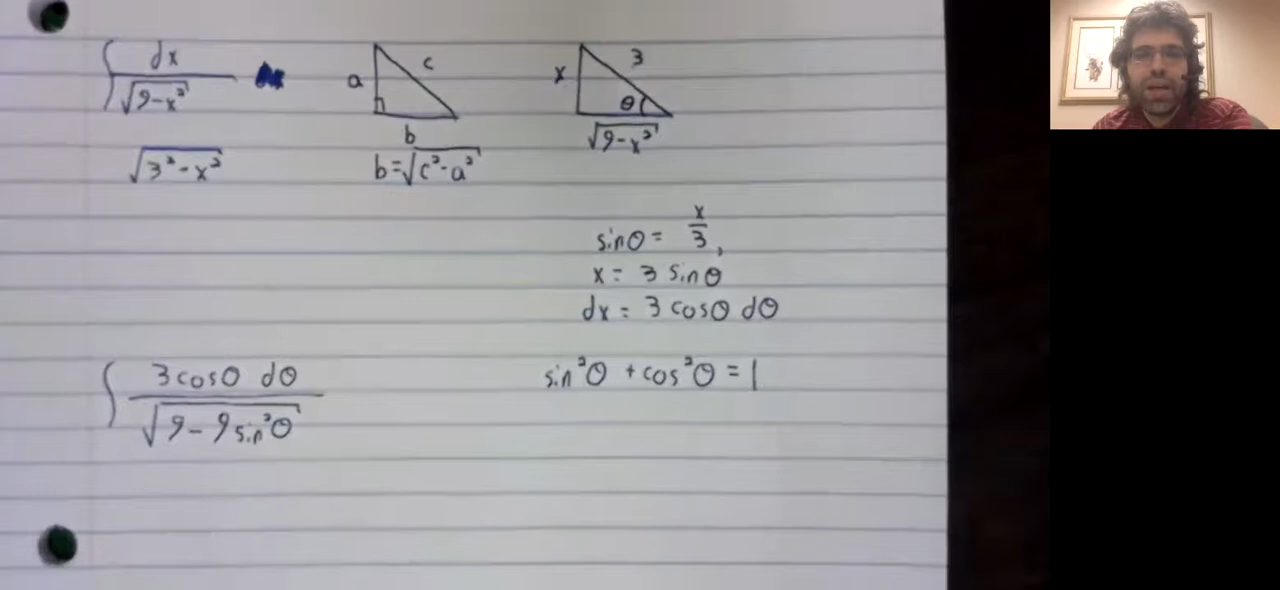 ∫ dx / √(9-x²)
a c
b
x 3
θ
√(9-x²)
√(3²-x²)
b=√(c²-a²)
sinθ = x/3,
x = 3 sinθ
dx = 3 cosθ dθ
∫ 3cosθ dθ / √(9-9sin²θ)
sin²θ + cos²θ = 1